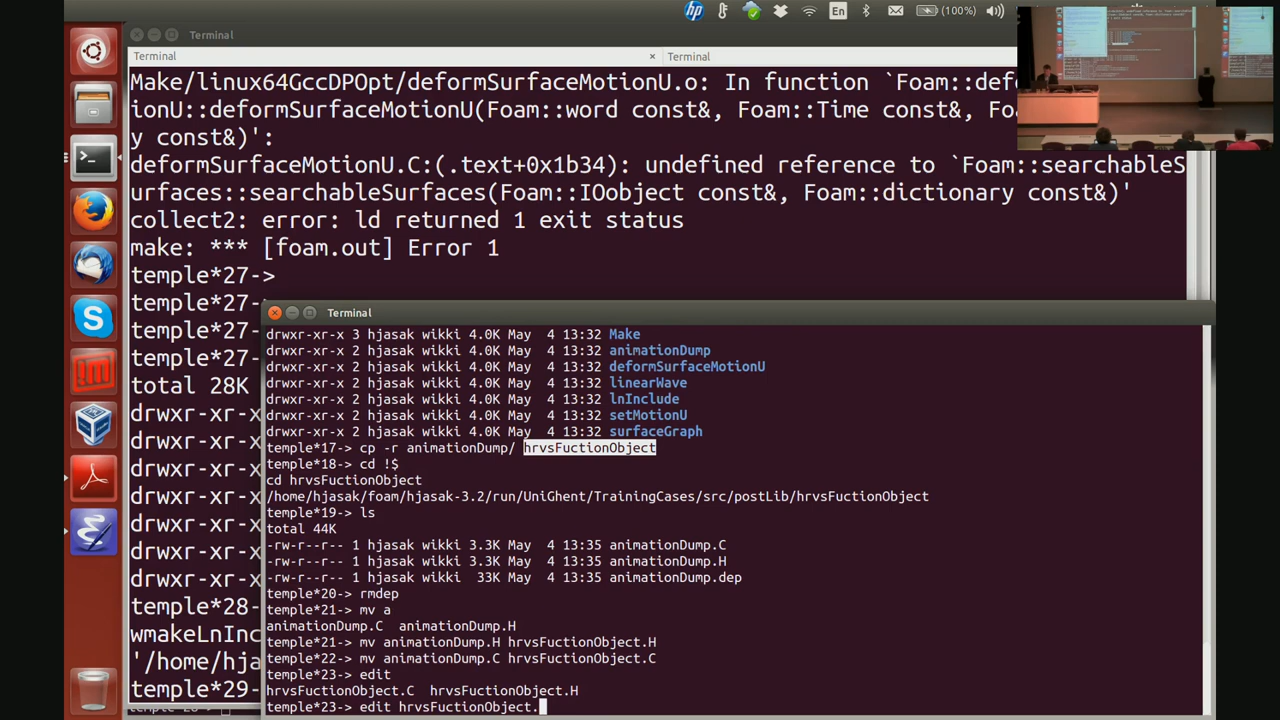 hp
En
(100%)
Terminal
Terminal
Terminal
Make/linux64GccDPOpt/deformSurfaceMotionU.o: In function `Foam::def
ionU::deformSurfaceMotionU(Foam::word const&, Foam::Time const&, Fo
y const&)':
deformSurfaceMotionU.C:(.text+0x1b34): undefined reference to `Foam::searchableS
urfaces::searchableSurfaces(Foam::IOobject const&, Foam::dictionary const&)'
collect2: error: ld returned 1 exit status
make: *** [foam.out] Error 1
temple*27->
temple*27-
temple*27-
temple*27-
total 28K
drwxr-xr-x
drwxr-xr-x
drwxr-xr-x
drwxr-xr-x
drwxr-xr-x
drwxr-xr-x
drwxr-xr-x
temple*28-
wmakeLnInc
'/home/hja
temple*29-
Terminal
drwxr-xr-x 3 hjasak wikki 4.0K May  4 13:32 Make
drwxr-xr-x 2 hjasak wikki 4.0K May  4 13:32 animationDump
drwxr-xr-x 2 hjasak wikki 4.0K May  4 13:32 deformSurfaceMotionU
drwxr-xr-x 2 hjasak wikki 4.0K May  4 13:32 linearWave
drwxr-xr-x 2 hjasak wikki 4.0K May  4 13:32 lnInclude
drwxr-xr-x 2 hjasak wikki 4.0K May  4 13:32 setMotionU
drwxr-xr-x 2 hjasak wikki 4.0K May  4 13:32 surfaceGraph
temple*17-> cp -r animationDump/ hrvsFuctionObject
temple*18-> cd !$
cd hrvsFuctionObject
/home/hjasak/foam/hjasak-3.2/run/UniGhent/TrainingCases/src/postLib/hrvsFuctionObject
temple*19-> ls
total 44K
-rw-r--r-- 1 hjasak wikki 3.3K May  4 13:35 animationDump.C
-rw-r--r-- 1 hjasak wikki 3.3K May  4 13:35 animationDump.H
-rw-r--r-- 1 hjasak wikki  33K May  4 13:35 animationDump.dep
temple*20-> rmdep
temple*21-> mv a
animationDump.C  animationDump.H
temple*21-> mv animationDump.H hrvsFuctionObject.H
temple*22-> mv animationDump.C hrvsFuctionObject.C
temple*23-> edit
hrvsFuctionObject.C  hrvsFuctionObject.H
temple*23-> edit hrvsFuctionObject.